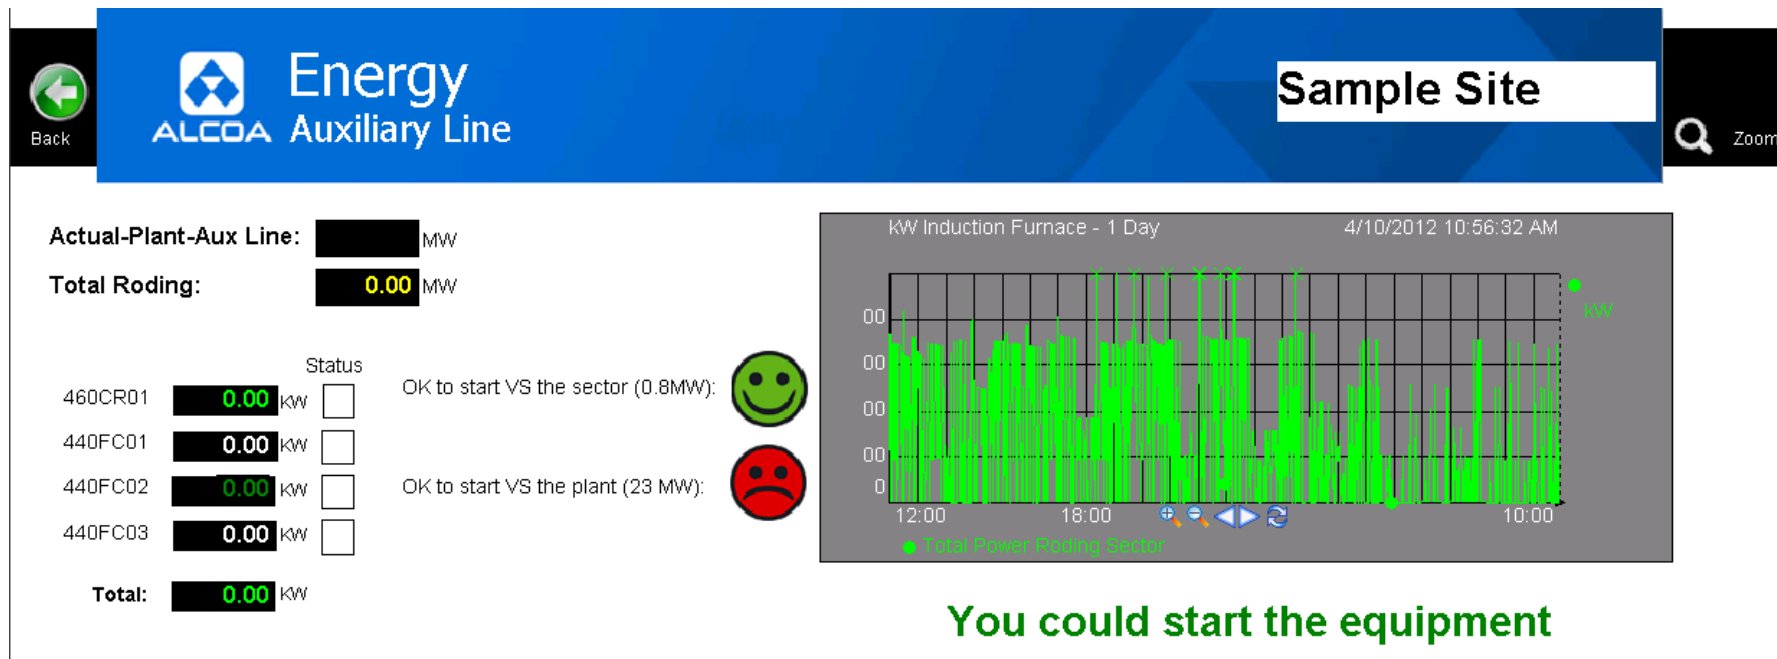 Back
ALCOA
Energy
Auxiliary Line
Sample Site
Zoom
Actual-Plant-Aux Line: MW
Total Roding: 0.00 MW
Status
460CR01 0.00 KW
440FC01 0.00 KW
440FC02 0.00 KW
440FC03 0.00 KW
Total: 0.00 KW
OK to start VS the sector (0.8MW):
OK to start VS the plant (23 MW):
kW Induction Furnace - 1 Day 4/10/2012 10:56:32 AM
kW
00
00
00
00
0
12:00 18:00 10:00
Total Power Roding Sector
You could start the equipment